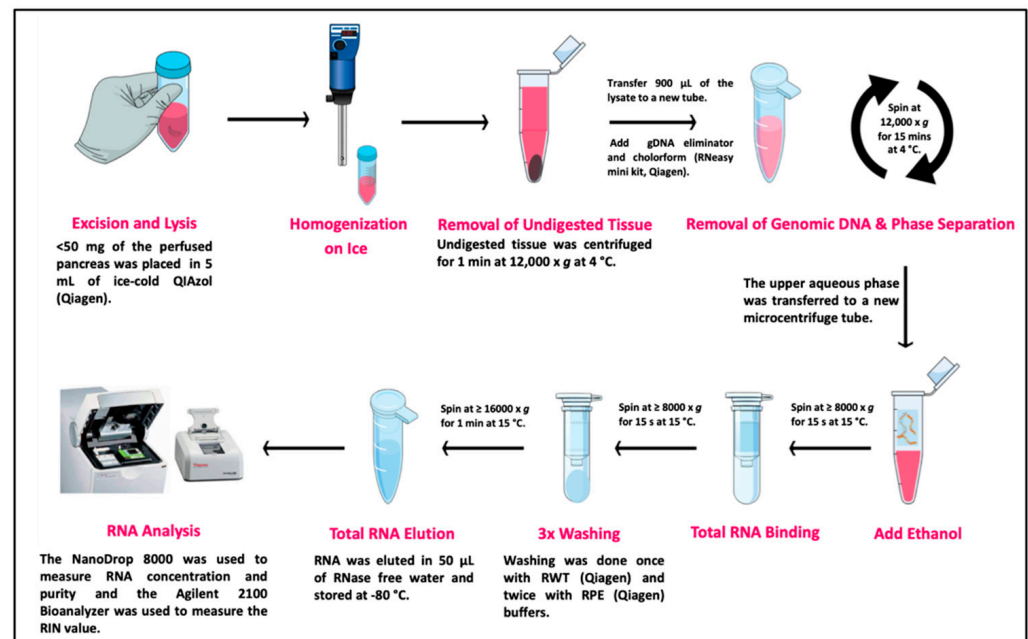 Transfer 900 µL of the
lysate to a new tube.
Add gDNA eliminator
and cholorform (RNeasy
mini kit, Qiagen).
Spin at
12,000 x g
for 15 mins
at 4 °C.
Excision and Lysis
<50 mg of the perfused
pancreas was placed in 5
mL of ice-cold QIAzol
(Qiagen).
Homogenization
on Ice
Removal of Undigested Tissue
Undigested tissue was centrifuged
for 1 min at 12,000 x g at 4 °C.
Removal of Genomic DNA & Phase Separation
The upper aqueous phase
was transferred to a new
microcentrifuge tube.
Spin at ≥ 8000 x g
for 15 s at 15 °C.
Add Ethanol
Spin at ≥ 8000 x g
for 15 s at 15 °C.
Total RNA Binding
Spin at ≥ 16000 x g
for 1 min at 15 °C.
3x Washing
Washing was done once
with RWT (Qiagen) and
twice with RPE (Qiagen)
buffers.
Total RNA Elution
RNA was eluted in 50 µL
of RNase free water and
stored at -80 °C.
Thermo
RNA Analysis
The NanoDrop 8000 was used to
measure RNA concentration and
purity and the Agilent 2100
Bioanalyzer was used to measure the
RIN value.